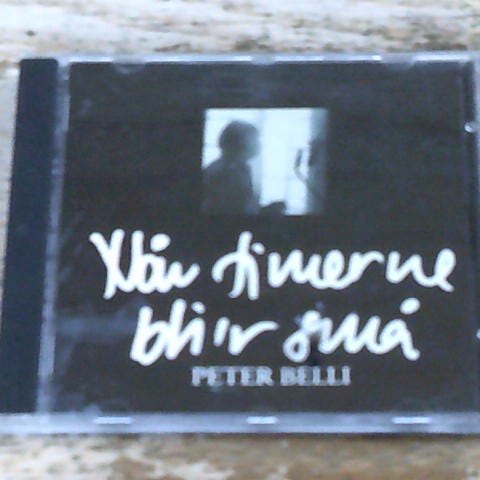 Når timerne
bli'r små
PETER BELLI